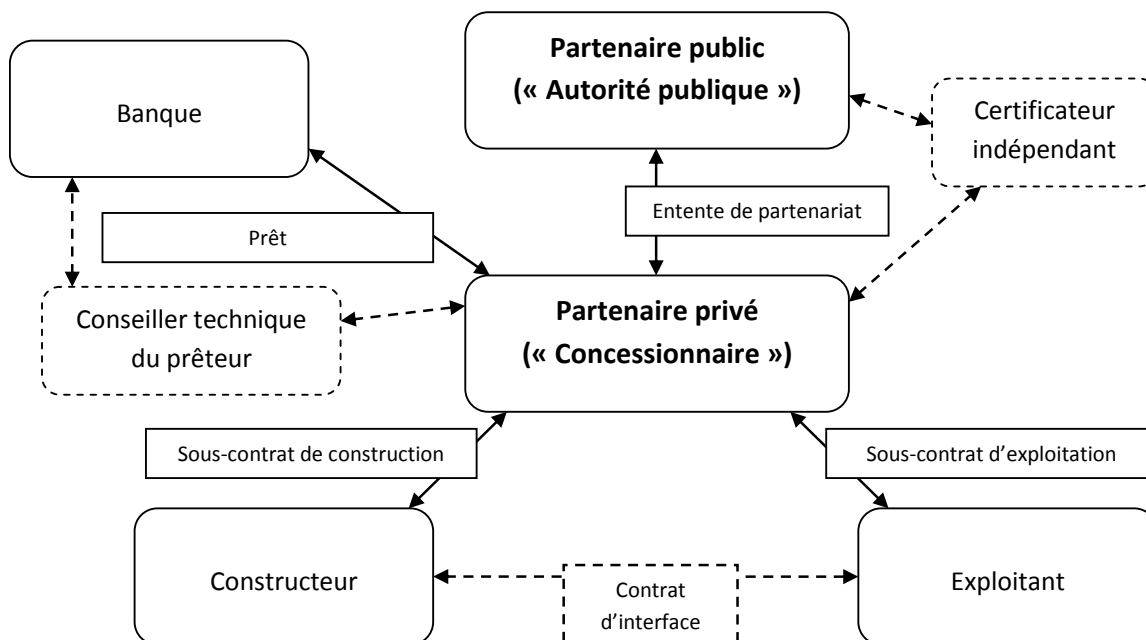 Partenaire public
(« Autorité publique »)
Banque
Certificateur
indépendant
Entente de partenariat
Prêt
Conseiller technique
du prêteur
Partenaire privé
(« Concessionnaire »)
Sous-contrat de construction
Sous-contrat d’exploitation
Constructeur
Contrat
d’interface
Exploitant